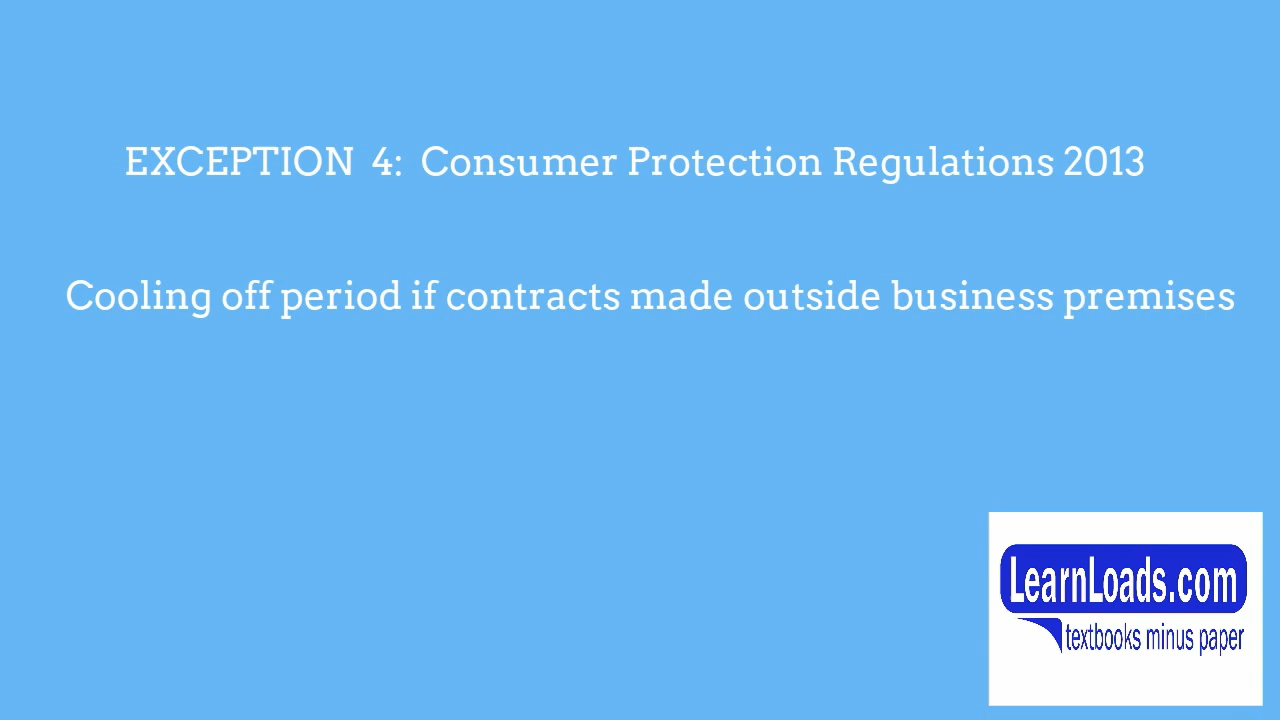 EXCEPTION 4: Consumer Protection Regulations 2013
Cooling off period if contracts made outside business premises
LearnLoads.com
textbooks minus paper